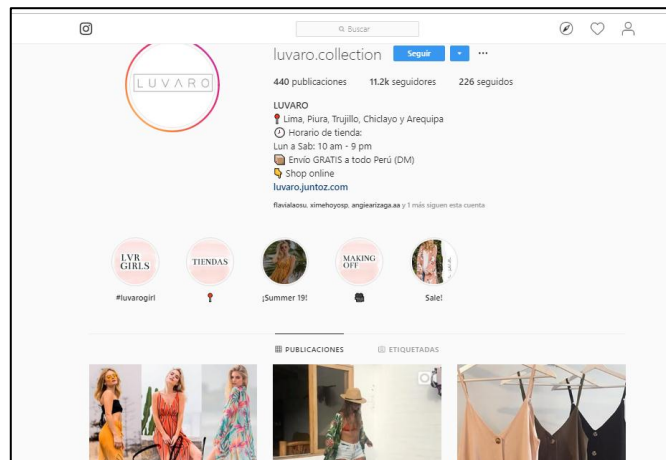 Buscar
LUVARO
luvaro.collection Seguir
440 publicaciones 11.2k seguidores 226 seguidos
LUVARO
Lima, Piura, Trujillo, Chiclayo y Arequipa
Horario de tienda:
Lun a Sab: 10 am - 9 pm
Envío GRATIS a todo Perú (DM)
Shop online
luvaro.juntoz.com
flavialaosu, ximehoyosp, angiearizaga.aa y 1 más siguen esta cuenta
LVR
GIRLS
TIENDAS
MAKING
OFF
#luvarogirl
¡Summer 19!
Sale!
PUBLICACIONES ETIQUETADAS